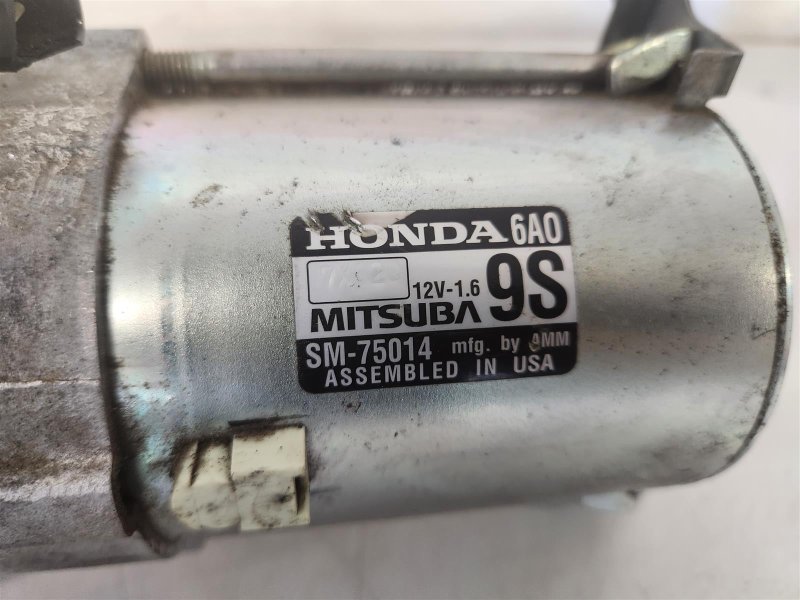 HONDA 6A0
12V-1.6 9S
MITSUBA
SM-75014 mfg. by AMM
ASSEMBLED IN USA